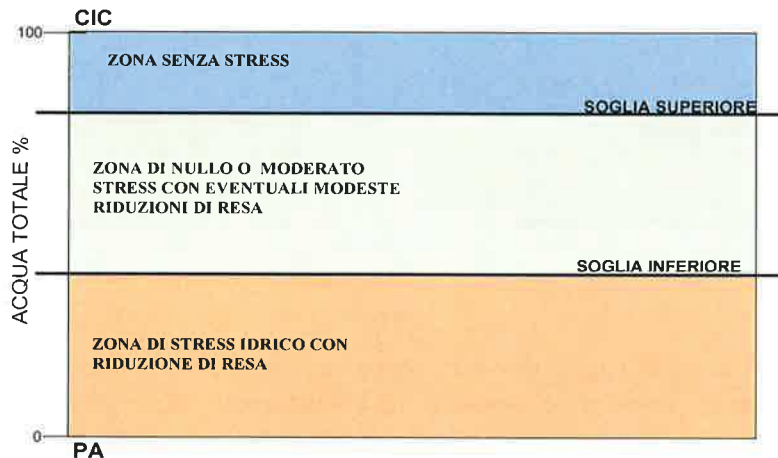 CIC
100
ZONA SENZA STRESS
SOGLIA SUPERIORE
ACQUA TOTALE %
ZONA DI NULLO O MODERATO
STRESS CON EVENTUALI MODESTE
RIDUZIONI DI RESA
SOGLIA INFERIORE
ZONA DI STRESS IDRICO CON
RIDUZIONE DI RESA
0
PA